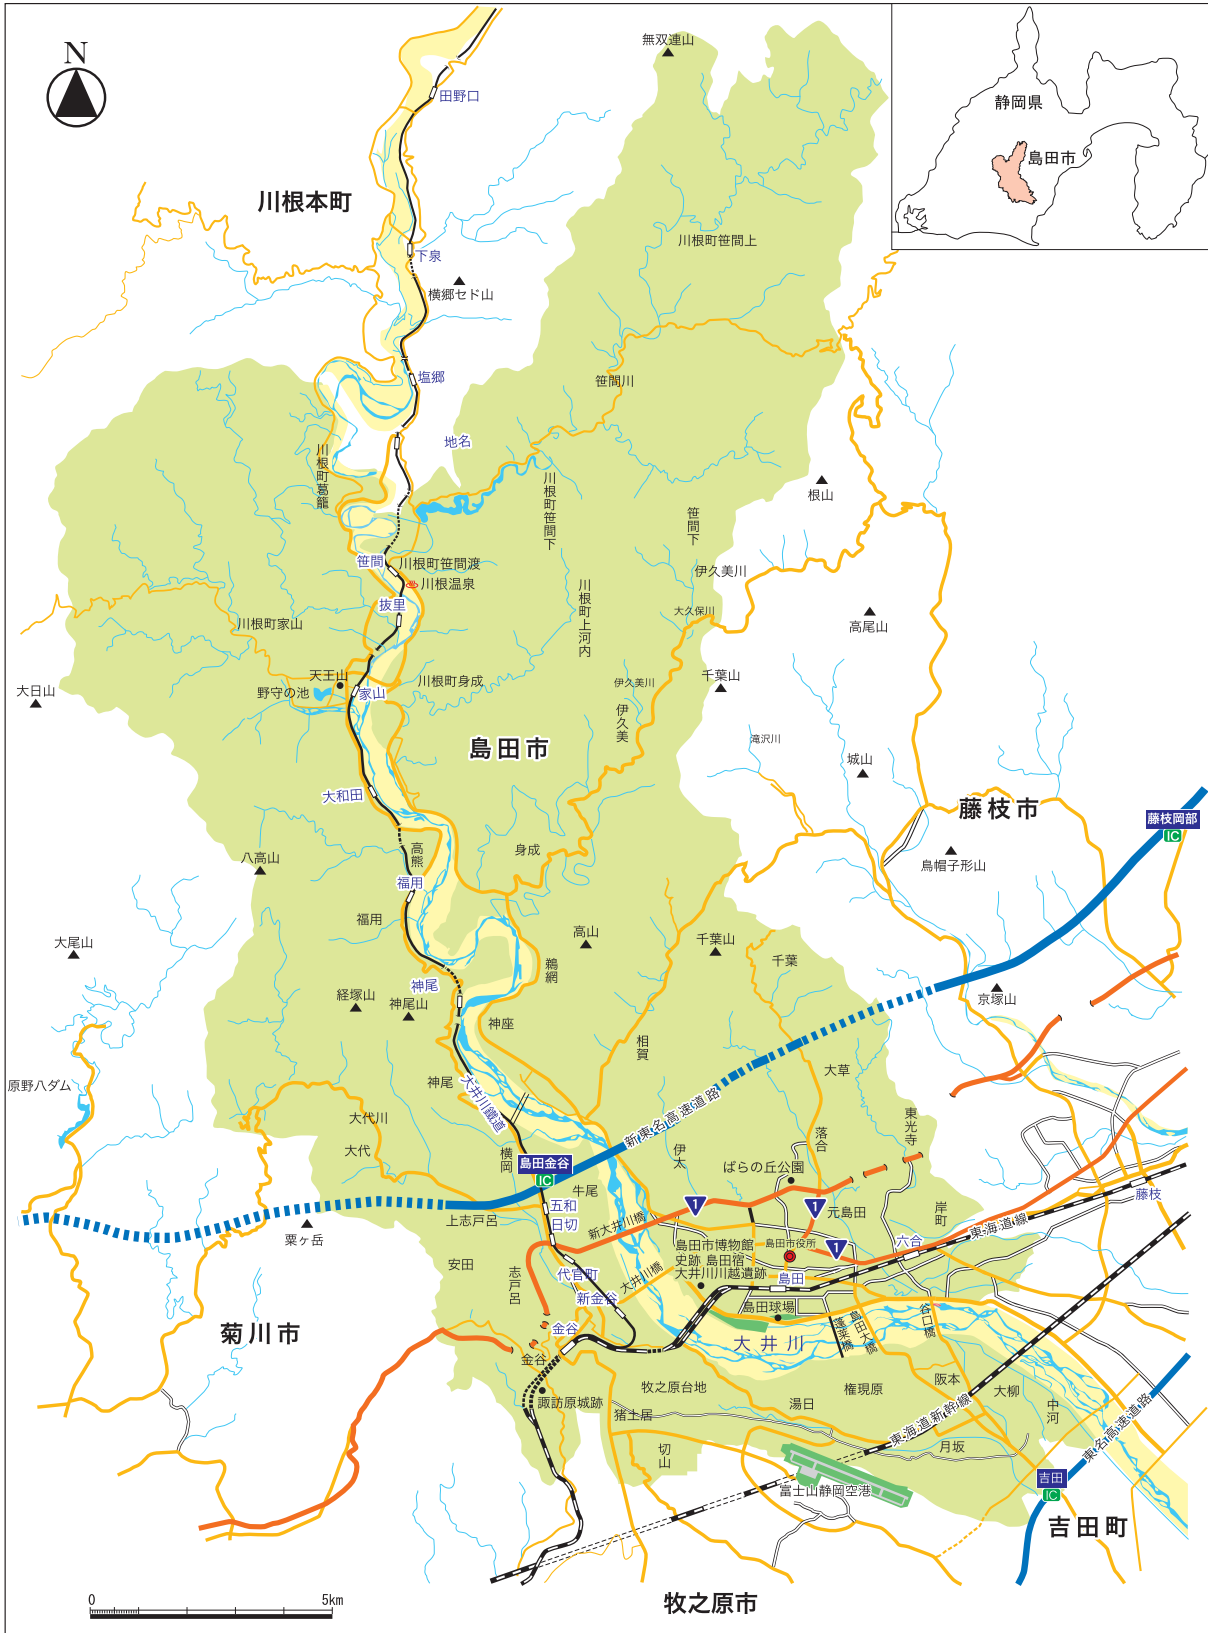 N
無双連山
静岡県
島田市
田野口
川根本町
川根町笹間上
下泉
横郷セド山
塩郷
笹間川
地名
川根町葛籠
川根町笹間下
根山
笹間下
笹間
川根町笹間渡
川根温泉
伊久美川
抜里
川根町上河内
大久保川
川根町家山
高尾山
天王山
川根町身成
千葉山
大日山
野守の池
家山
伊久美川
伊久美
島田市
滝沢川
城山
大和田
藤枝市
藤枝岡部
IC
高熊
身成
八高山
烏帽子形山
福用
福用
大尾山
高山
千葉山
鵜網
千葉
神尾
経塚山
神尾山
京塚山
神座
相賀
原野八ダム
神尾
大井川鐵道
大草
新東名高速道路
大代川
東光寺
大代
横岡
落合
伊太
島田金谷
IC
ばらの丘公園
牛尾
藤枝
五和
1
1
岸町
上志戸呂
日切
元島田
新大井川橋
東海道線
粟ヶ岳
六合
島田市博物館
島田市役所
1
史跡 島田宿
大井川川越遺跡
安田
志戸呂
代官町
大井川橋
島田
新金谷
島田球場
谷口橋
金谷
蓬莱橋
島田大橋
菊川市
大井川
金谷
牧之原台地
権現原
阪本
大柳
諏訪原城跡
湯日
中河
猪土居
東海道新幹線
東名高速道路
切山
月坂
吉田
IC
富士山静岡空港
吉田町
牧之原市
0
5km